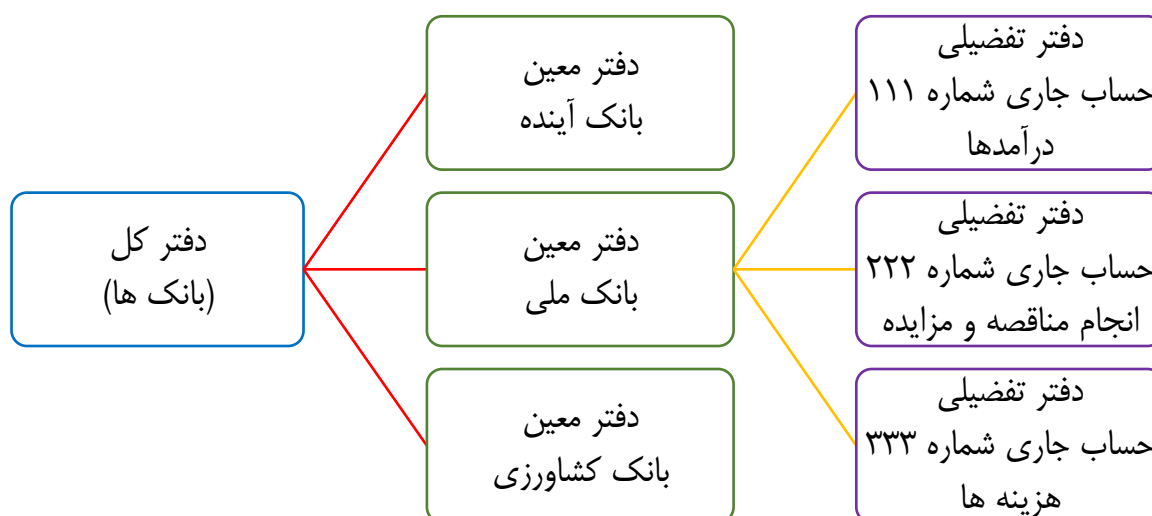 دفتر کل
(بانک ها)
دفتر معین
بانک آینده
دفتر معین
بانک ملی
دفتر معین
بانک کشاورزی
دفتر تفضیلی
حساب جاری شماره ۱۱۱
درآمدها
دفتر تفضیلی
حساب جاری شماره ۲۲۲
انجام مناقصه و مزایده
دفتر تفضیلی
حساب جاری شماره ۳۳۳
هزینه ها